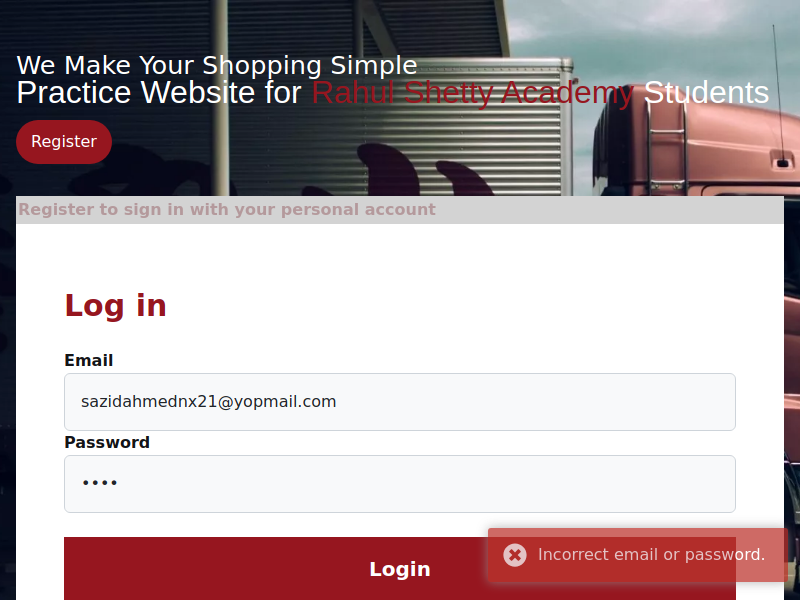 We Make Your Shopping Simple
Practice Website for Rahul Shetty Academy Students
Register
Register to sign in with your personal account
Log in
Email
sazidahmednx21@yopmail.com
Password
••••
Login
Incorrect email or password.